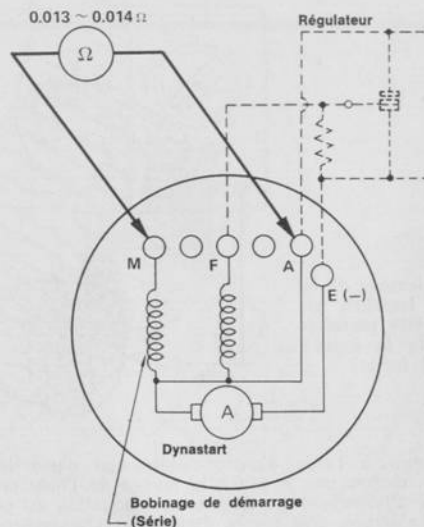 0.013 ~ 0.014 Ω
Régulateur
Ω
M
F
A
E (—)
A
Dynastart
Bobinage de démarrage
(Série)